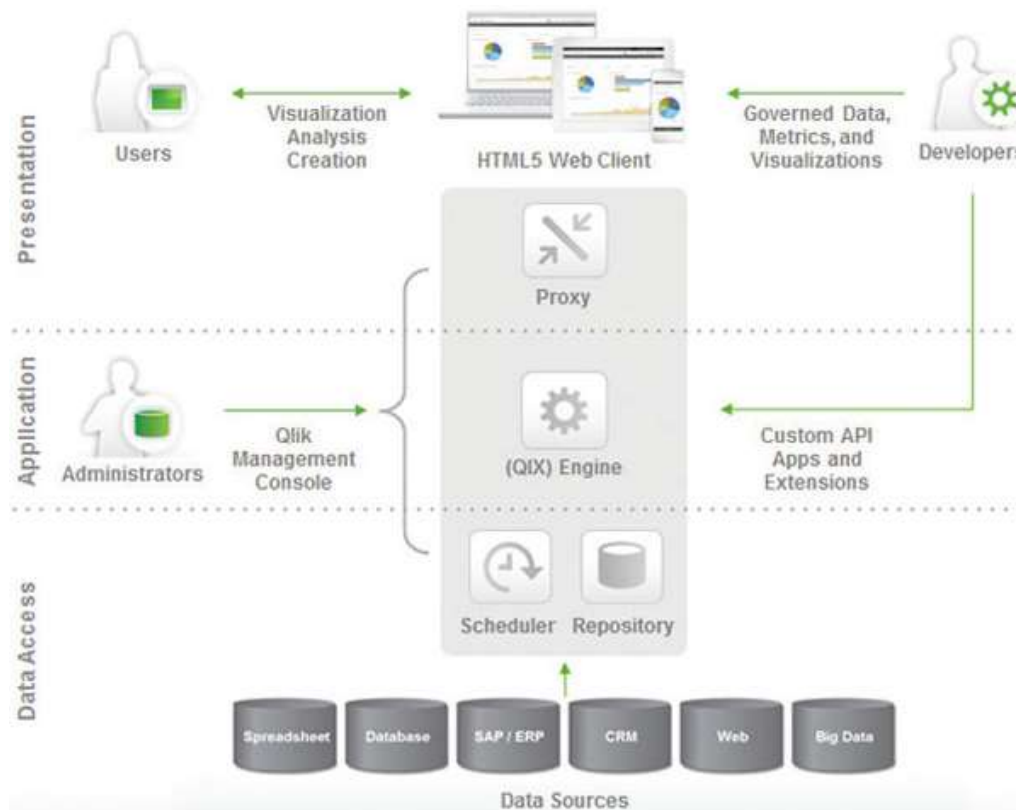 Presentation
Users
Visualization
Analysis
Creation
HTML5 Web Client
Governed Data,
Metrics, and
Visualizations
Developers
Proxy
Application
Administrators
Qlik
Management
Console
(QIX) Engine
Custom API
Apps and
Extensions
Data Access
Scheduler
Repository
Spreadsheet
Database
SAP / ERP
CRM
Web
Big Data
Data Sources